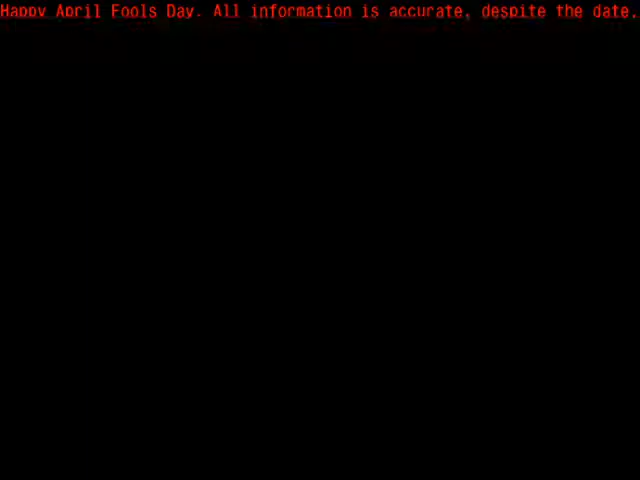 Happy April Fools Day. All information is accurate, despite the date.